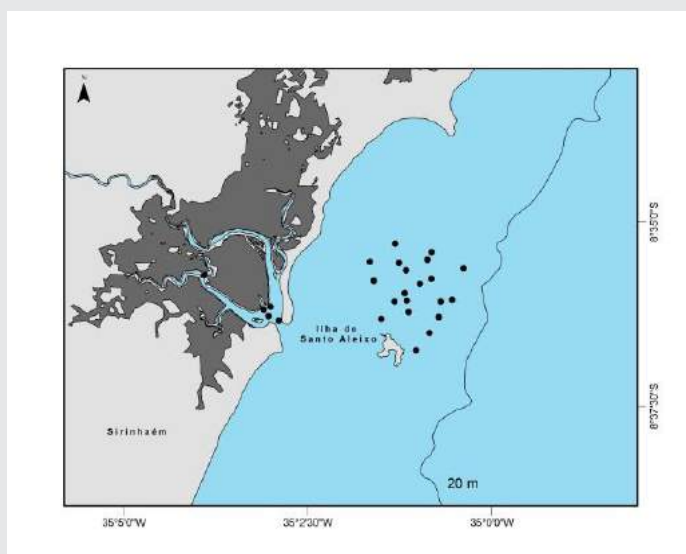 N
8°35'0"S
Ilha de
Santo Aleixo
8°37'30"S
Sirinhaém
20 m
35°5'0"W
35°2'30"W
35°0'0"W